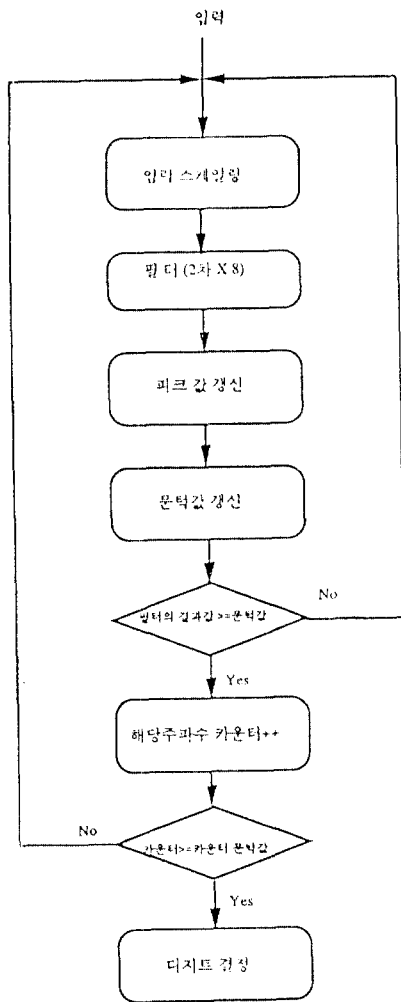 입력
입력 스케일링
필터 (2차 X 8)
피크 값 갱신
문턱값 갱신
필터의 결과값 >=문턱값
No
Yes
해당주파수 카운터++
No
카운터>=카운터 문턱값
Yes
디지트 결정